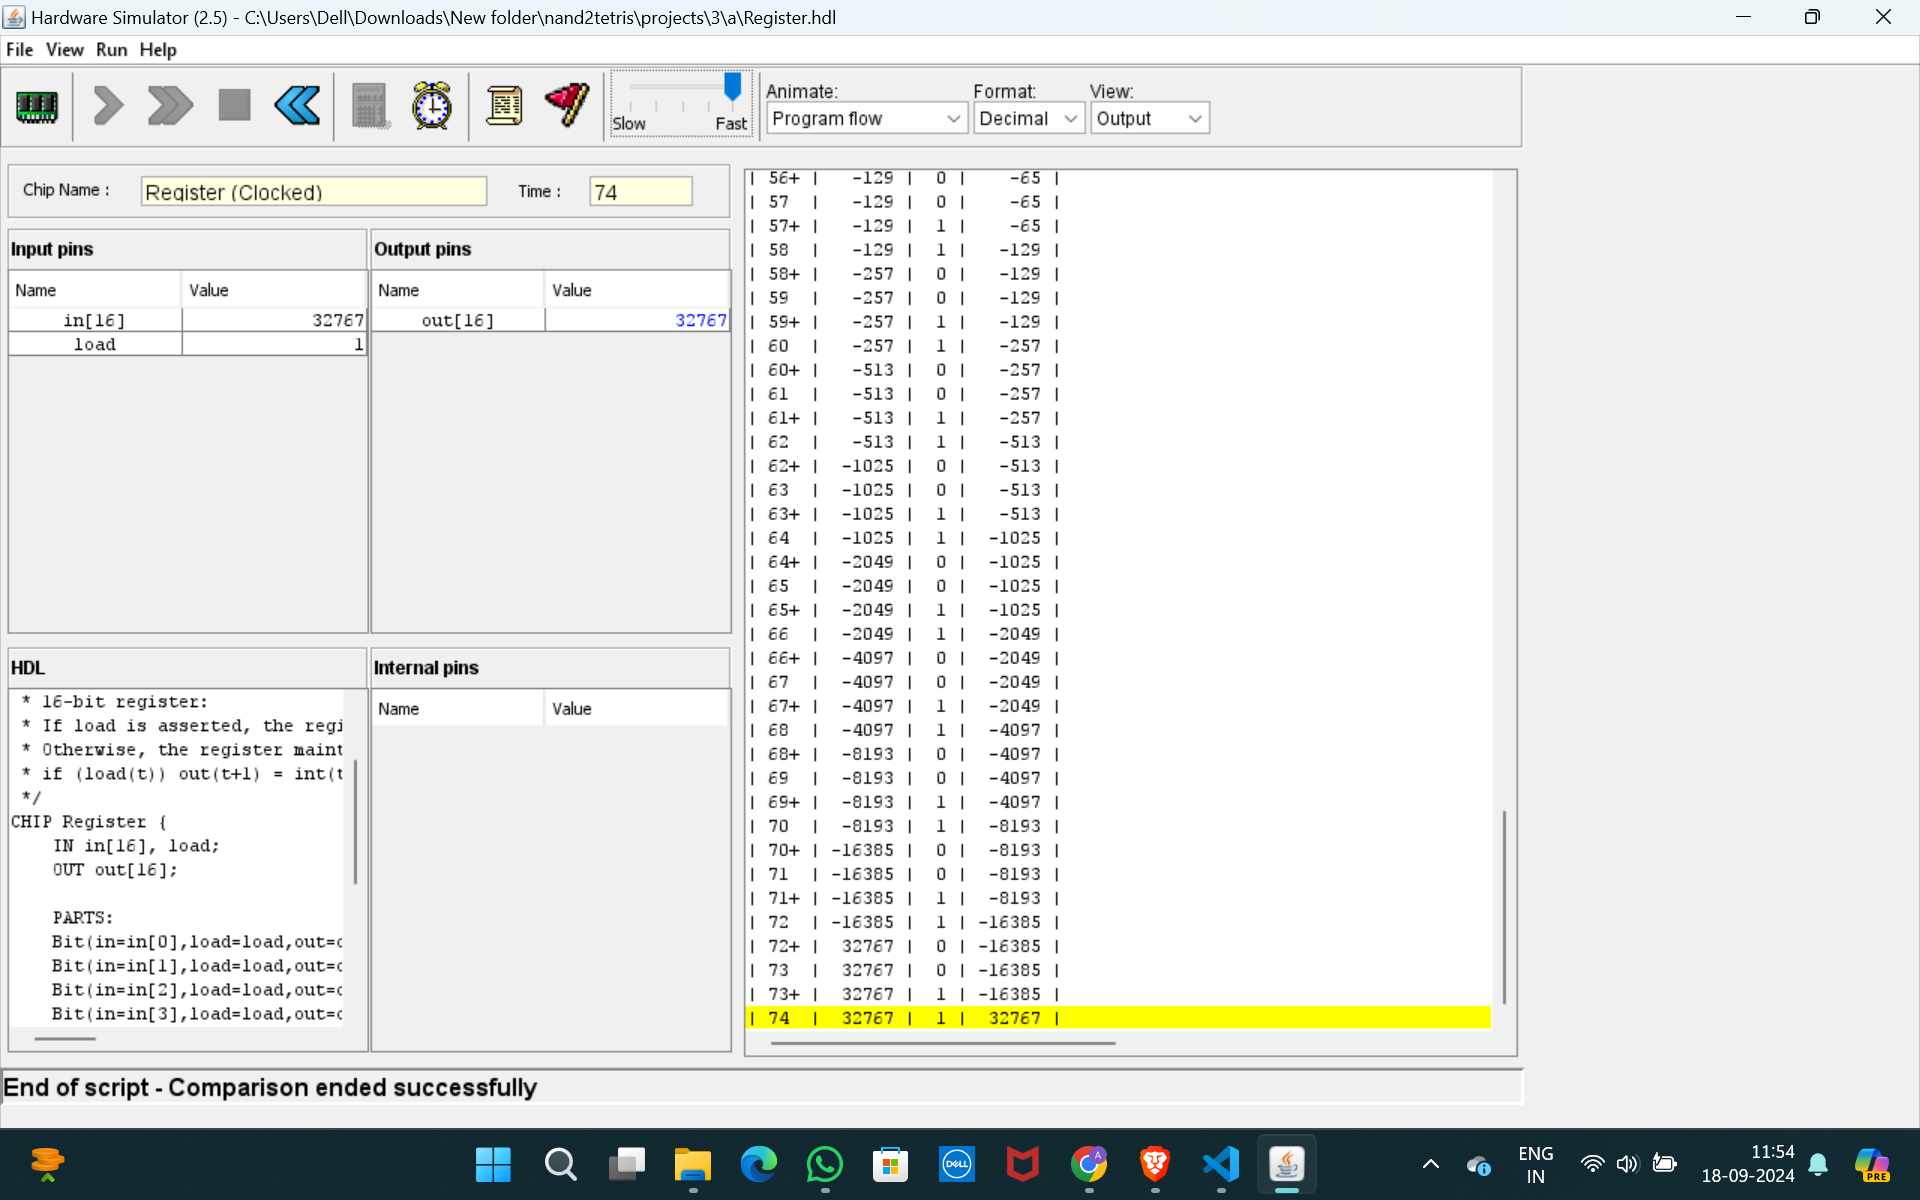 Hardware Simulator (2.5) - C:\Users\Dell\Downloads\New folder\nand2tetris\projects\3\a\Register.hdl
File View Run Help
Slow Fast
Animate:
Program flow
Format:
Decimal
View:
Output
Chip Name :
Register (Clocked)
Time :
74
Input pins
Name Value
in[16] 32767
load 1
Output pins
Name Value
out[16] 32767
HDL
* 16-bit register:
* If load is asserted, the regi
* Otherwise, the register maint
* if (load(t)) out(t+1) = int(t
*/
CHIP Register {
IN in[16], load;
OUT out[16];
PARTS:
Bit(in=in[0],load=load,out=o
Bit(in=in[1],load=load,out=o
Bit(in=in[2],load=load,out=o
Bit(in=in[3],load=load,out=o
Internal pins
Name Value
| 56+ | -129 | 0 | -65 |
| 57 | -129 | 0 | -65 |
| 57+ | -129 | 1 | -65 |
| 58 | -129 | 1 | -129 |
| 58+ | -257 | 0 | -129 |
| 59 | -257 | 0 | -129 |
| 59+ | -257 | 1 | -129 |
| 60 | -257 | 1 | -257 |
| 60+ | -513 | 0 | -257 |
| 61 | -513 | 0 | -257 |
| 61+ | -513 | 1 | -257 |
| 62 | -513 | 1 | -513 |
| 62+ | -1025 | 0 | -513 |
| 63 | -1025 | 0 | -513 |
| 63+ | -1025 | 1 | -513 |
| 64 | -1025 | 1 | -1025 |
| 64+ | -2049 | 0 | -1025 |
| 65 | -2049 | 0 | -1025 |
| 65+ | -2049 | 1 | -1025 |
| 66 | -2049 | 1 | -2049 |
| 66+ | -4097 | 0 | -2049 |
| 67 | -4097 | 0 | -2049 |
| 67+ | -4097 | 1 | -2049 |
| 68 | -4097 | 1 | -4097 |
| 68+ | -8193 | 0 | -4097 |
| 69 | -8193 | 0 | -4097 |
| 69+ | -8193 | 1 | -4097 |
| 70 | -8193 | 1 | -8193 |
| 70+ | -16385 | 0 | -8193 |
| 71 | -16385 | 0 | -8193 |
| 71+ | -16385 | 1 | -8193 |
| 72 | -16385 | 1 | -16385 |
| 72+ | 32767 | 0 | -16385 |
| 73 | 32767 | 0 | -16385 |
| 73+ | 32767 | 1 | -16385 |
| 74 | 32767 | 1 | 32767 |
End of script - Comparison ended successfully
DELL
A
ENG
IN
11:54
18-09-2024
PRE